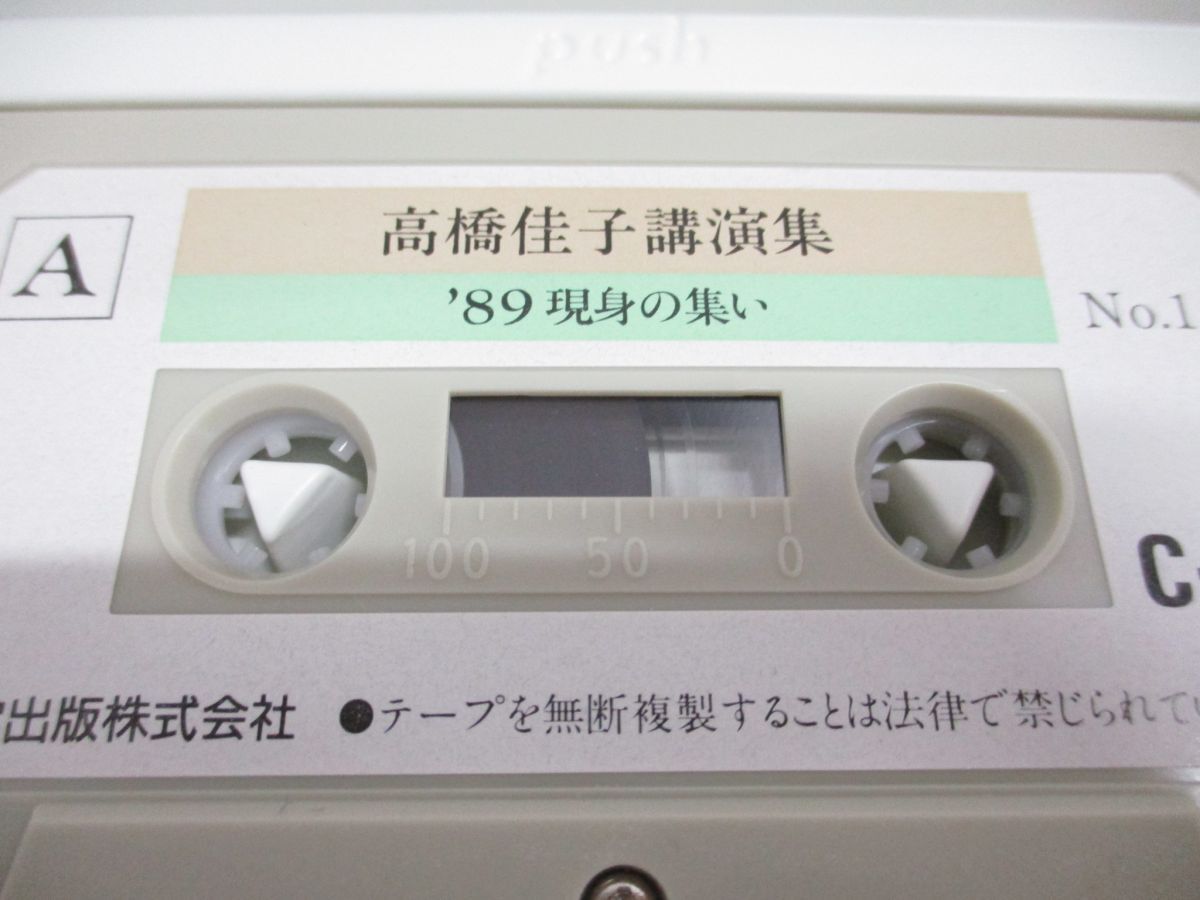 push
A
高橋佳子講演集
'89 現身の集い
No.1
100 50 0
C
出版株式会社 ●テープを無断複製することは法律で禁じられてい